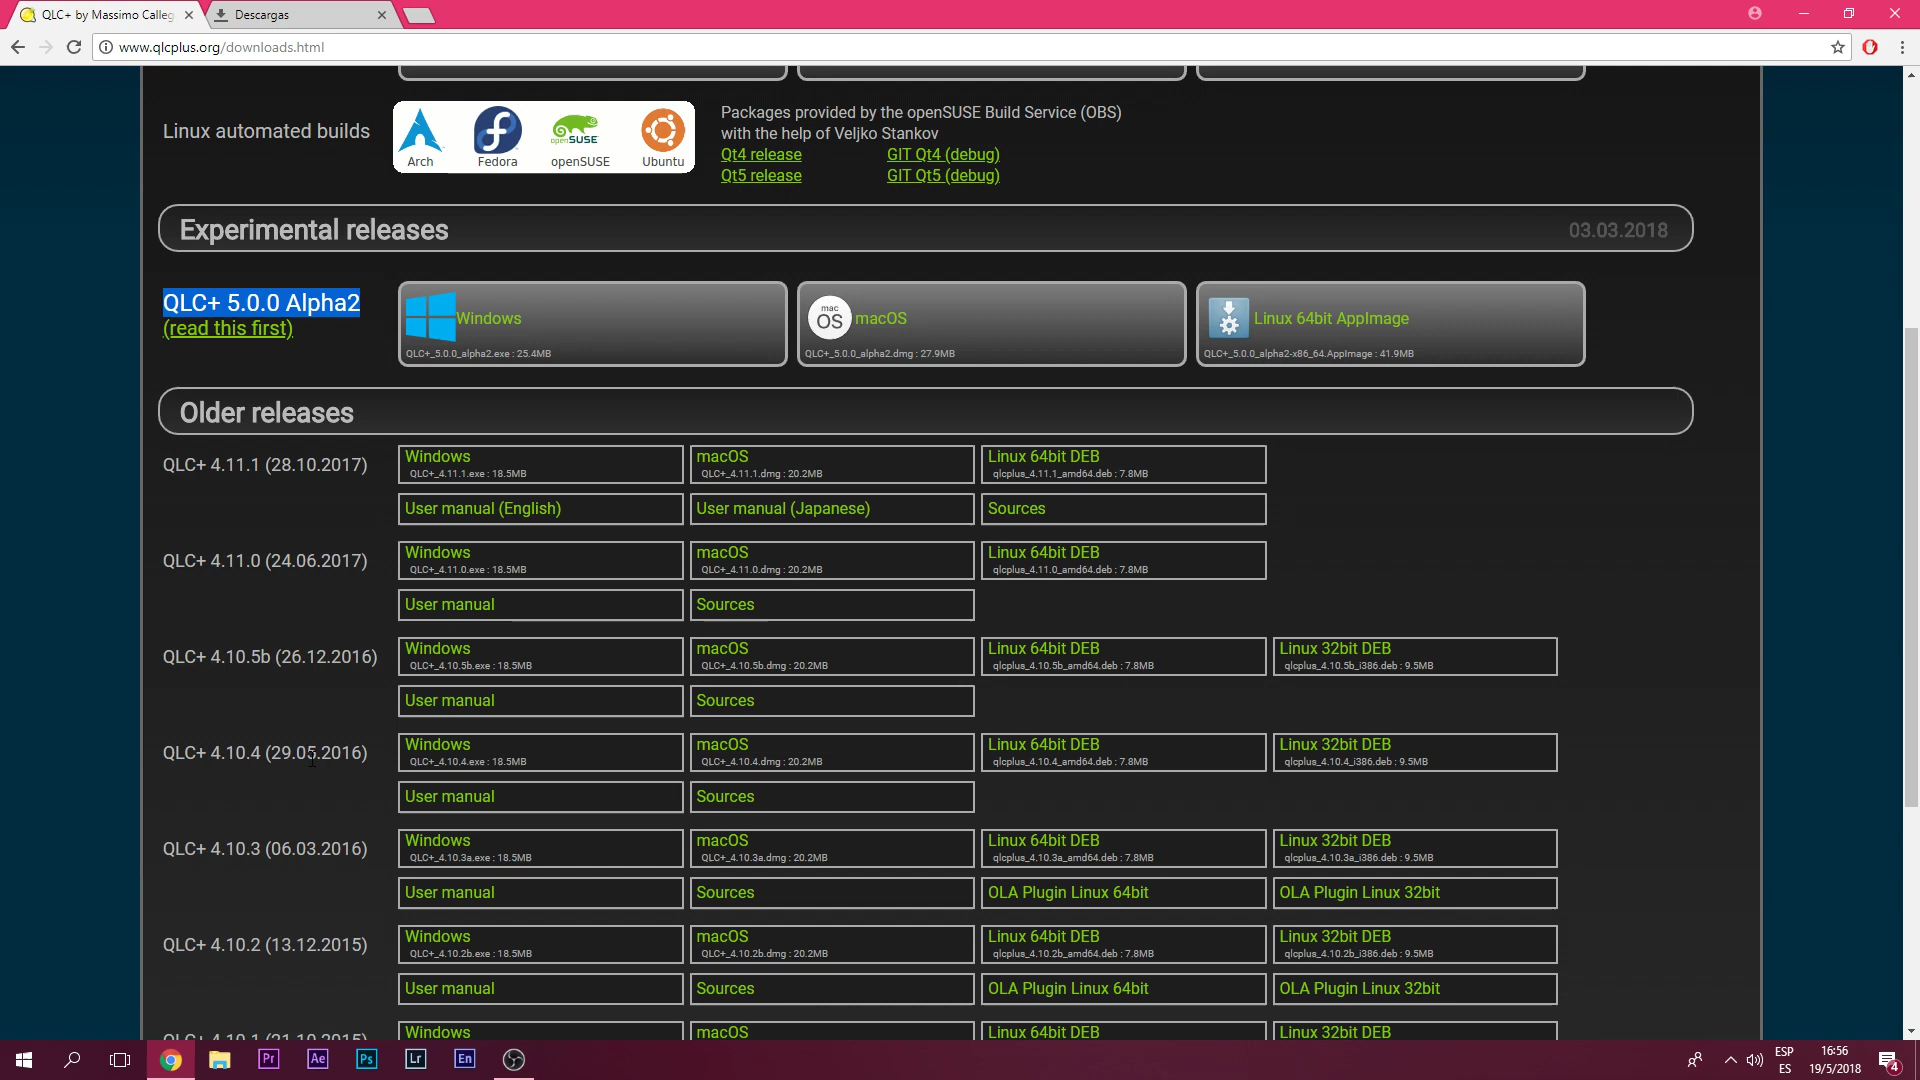 QLC+ by Massimo Calleg
Descargas
www.qlcplus.org/downloads.html
Linux automated builds
Arch
Fedora
openSUSE
openSUSE
Ubuntu
Packages provided by the openSUSE Build Service (OBS)
with the help of Veljko Stankov
Qt4 release GIT Qt4 (debug)
Qt5 release GIT Qt5 (debug)
Experimental releases 03.03.2018
QLC+ 5.0.0 Alpha2
(read this first)
Windows
QLC+_5.0.0_alpha2.exe : 25.4MB
mac
OS
macOS
QLC+_5.0.0_alpha2.dmg : 27.9MB
Linux 64bit AppImage
QLC+_5.0.0_alpha2-x86_64.AppImage : 41.9MB
Older releases
QLC+ 4.11.1 (28.10.2017)
Windows
QLC+_4.11.1.exe : 18.5MB
macOS
QLC+_4.11.1.dmg : 20.2MB
Linux 64bit DEB
qlcplus_4.11.1_amd64.deb : 7.8MB
User manual (English)
User manual (Japanese)
Sources
QLC+ 4.11.0 (24.06.2017)
Windows
QLC+_4.11.0.exe : 18.5MB
macOS
QLC+_4.11.0.dmg : 20.2MB
Linux 64bit DEB
qlcplus_4.11.0_amd64.deb : 7.8MB
User manual
Sources
QLC+ 4.10.5b (26.12.2016)
Windows
QLC+_4.10.5b.exe : 18.5MB
macOS
QLC+_4.10.5b.dmg : 20.2MB
Linux 64bit DEB
qlcplus_4.10.5b_amd64.deb : 7.8MB
Linux 32bit DEB
qlcplus_4.10.5b_i386.deb : 9.5MB
User manual
Sources
QLC+ 4.10.4 (29.05.2016)
Windows
QLC+_4.10.4.exe : 18.5MB
macOS
QLC+_4.10.4.dmg : 20.2MB
Linux 64bit DEB
qlcplus_4.10.4_amd64.deb : 7.8MB
Linux 32bit DEB
qlcplus_4.10.4_i386.deb : 9.5MB
User manual
Sources
QLC+ 4.10.3 (06.03.2016)
Windows
QLC+_4.10.3a.exe : 18.5MB
macOS
QLC+_4.10.3a.dmg : 20.2MB
Linux 64bit DEB
qlcplus_4.10.3a_amd64.deb : 7.8MB
Linux 32bit DEB
qlcplus_4.10.3a_i386.deb : 9.5MB
User manual
Sources
OLA Plugin Linux 64bit
OLA Plugin Linux 32bit
QLC+ 4.10.2 (13.12.2015)
Windows
QLC+_4.10.2b.exe : 18.5MB
macOS
QLC+_4.10.2b.dmg : 20.2MB
Linux 64bit DEB
qlcplus_4.10.2b_amd64.deb : 7.8MB
Linux 32bit DEB
qlcplus_4.10.2b_i386.deb : 9.5MB
User manual
Sources
OLA Plugin Linux 64bit
OLA Plugin Linux 32bit
QLC+ 4.10.1 (21.10.2015)
Windows
macOS
Linux 64bit DEB
Linux 32bit DEB
Pr
Ae
Ps
Lr
En
ESP
ES
16:56
19/5/2018
4